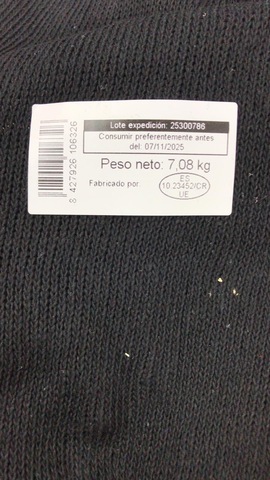 Lote expedición: 25300786
Consumir preferentemente antes
del: 07/11/2025
Peso neto: 7,08 kg
Fabricado por:
ES
10.23452/CR
UE
8 427926 106326